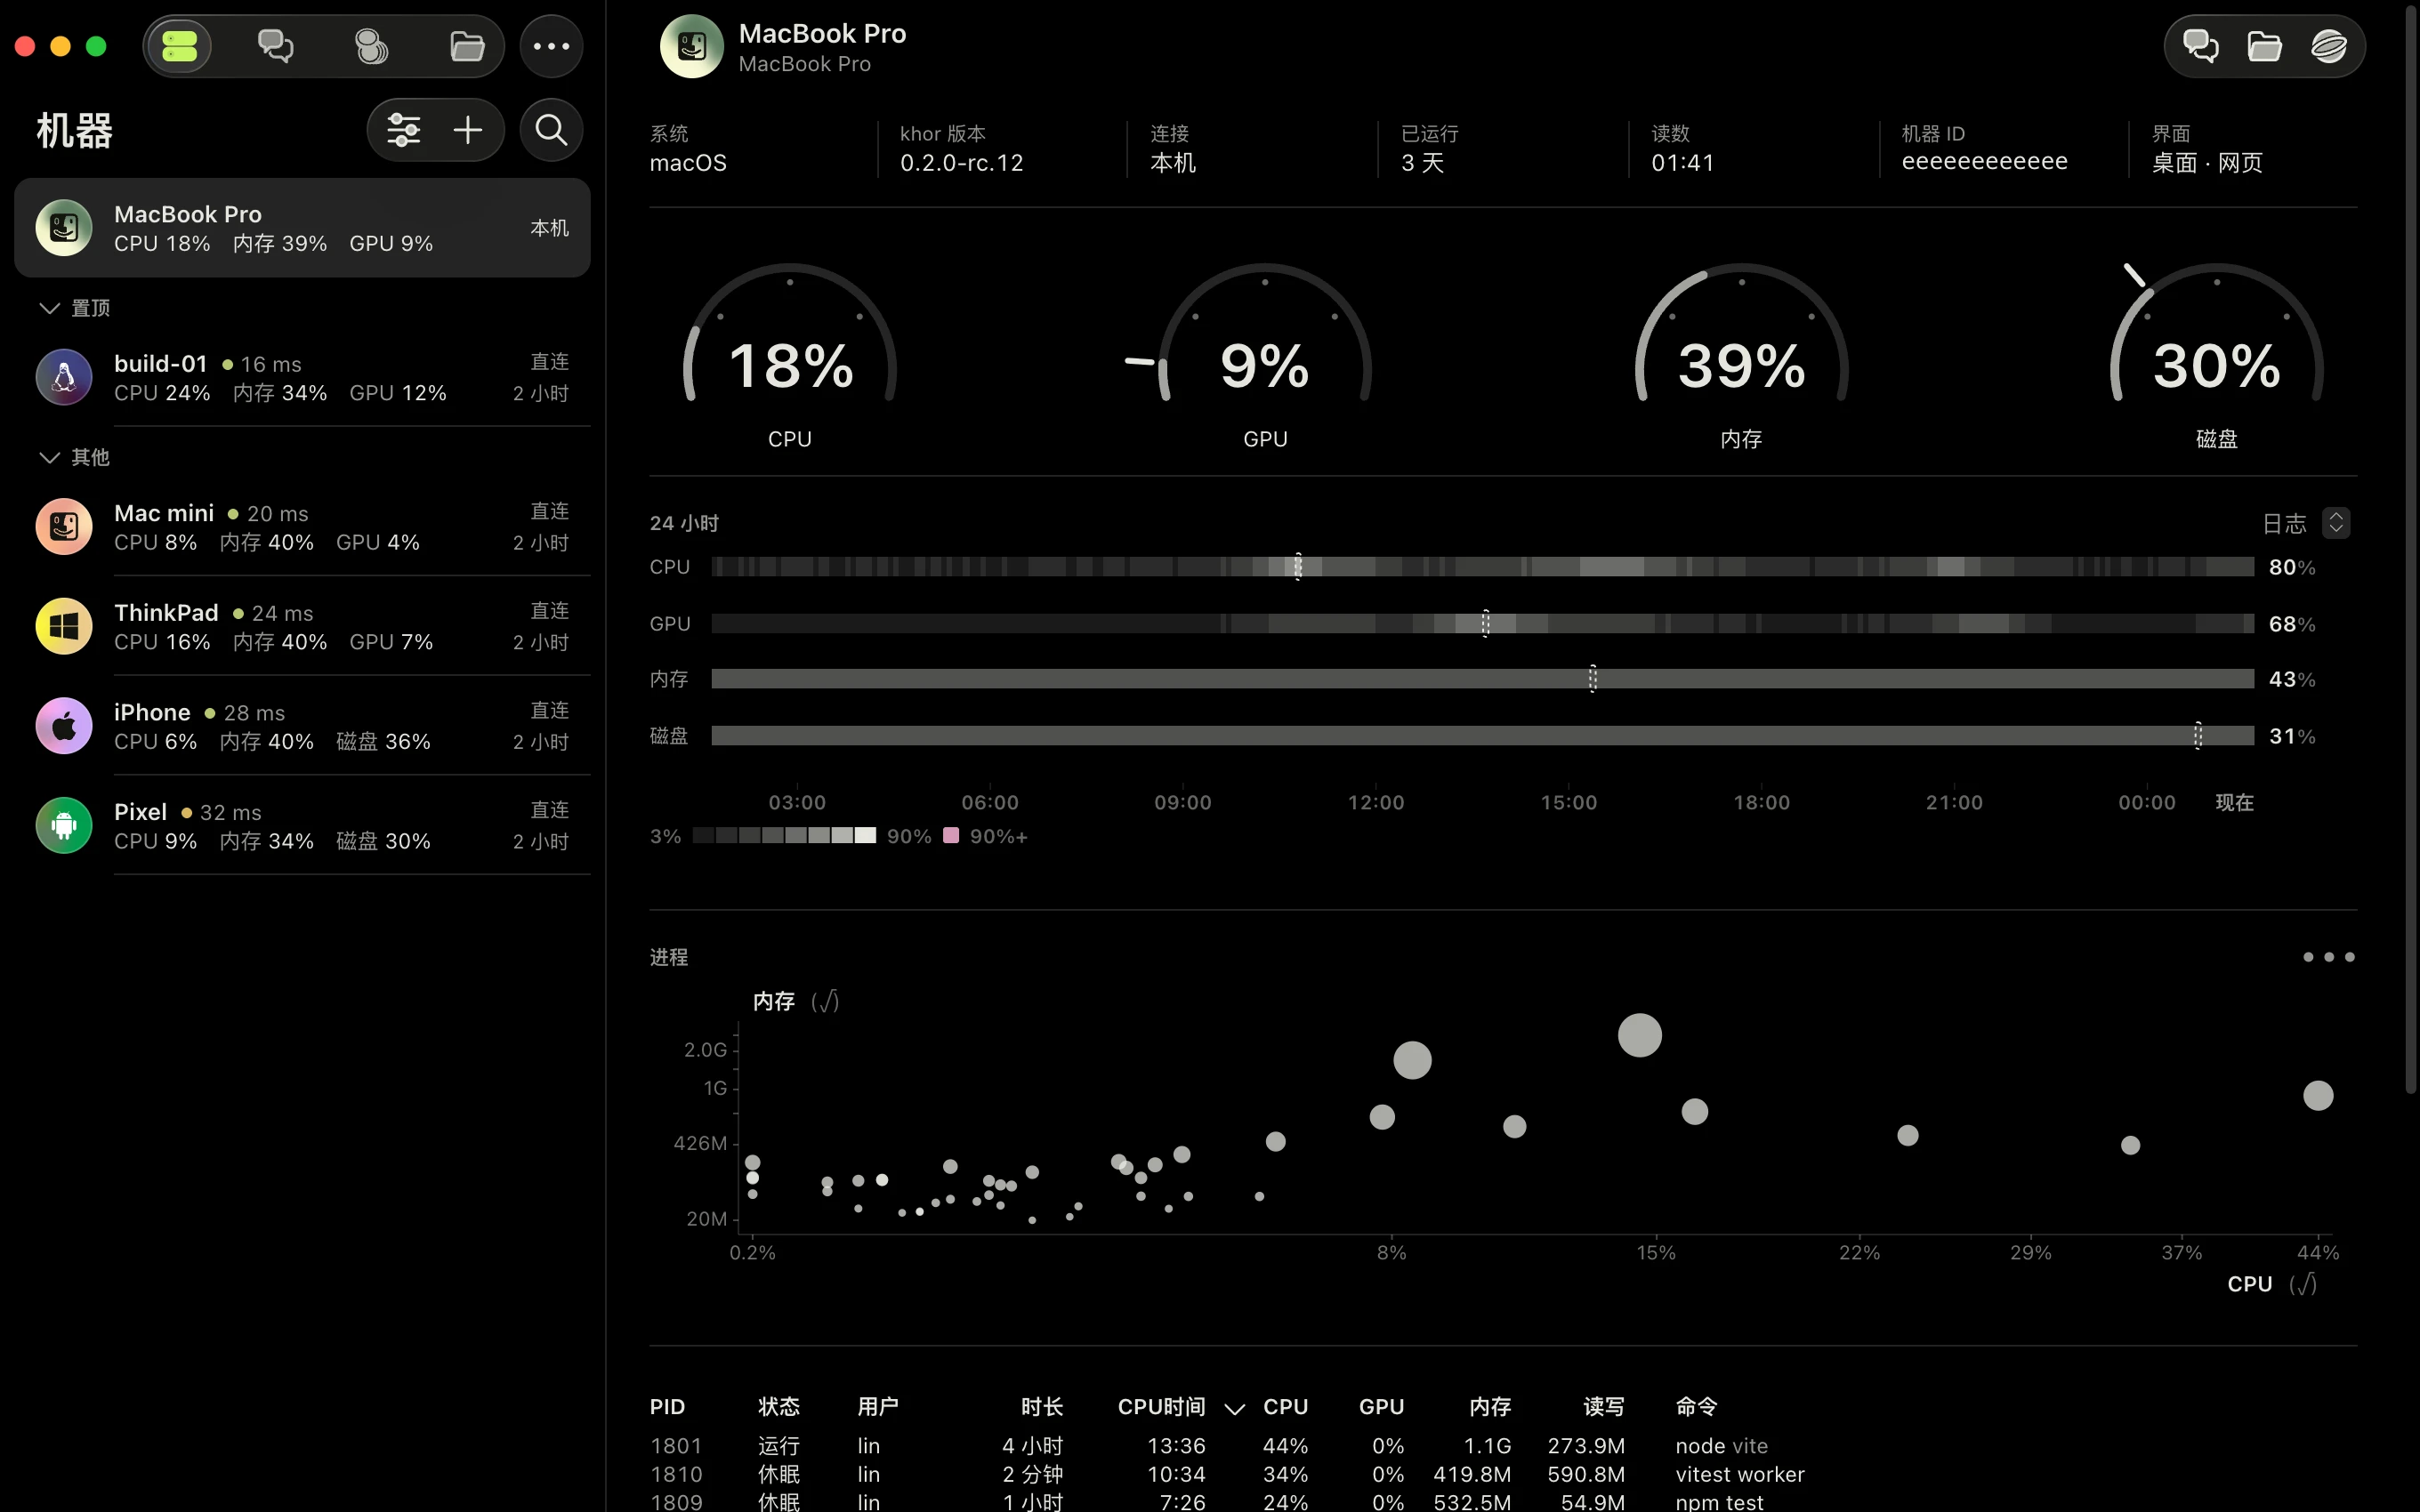 机器
MacBook Pro
CPU 18% 内存 39% GPU 9%
本机
置顶
build-01 16 ms 直连
CPU 24% 内存 34% GPU 12% 2 小时
其他
Mac mini 20 ms 直连
CPU 8% 内存 40% GPU 4% 2 小时
ThinkPad 24 ms 直连
CPU 16% 内存 40% GPU 7% 2 小时
iPhone 28 ms 直连
CPU 6% 内存 40% 磁盘 36% 2 小时
Pixel 32 ms 直连
CPU 9% 内存 34% 磁盘 30% 2 小时
MacBook Pro
MacBook Pro
系统 khor 版本 连接 已运行 读数 机器 ID 界面
macOS 0.2.0-rc.12 本机 3 天 01:41 eeeeeeeeeeee 桌面 · 网页
18% 9% 39% 30%
CPU GPU 内存 磁盘
24 小时 日志
CPU 80%
GPU 68%
内存 43%
磁盘 31%
03:00 06:00 09:00 12:00 15:00 18:00 21:00 00:00 现在
3% 90% 90%+
进程
内存 (√)
2.0G
1G
426M
20M
0.2% 8% 15% 22% 29% 37% 44%
CPU (√)
PID 状态 用户 时长 CPU时间 CPU GPU 内存 读写 命令
1801 运行 lin 4 小时 13:36 44% 0% 1.1G 273.9M node vite
1810 休眠 lin 2 分钟 10:34 34% 0% 419.8M 590.8M vitest worker
1809 休眠 lin 1 小时 7:26 24% 0% 532.5M 54.9M npm test